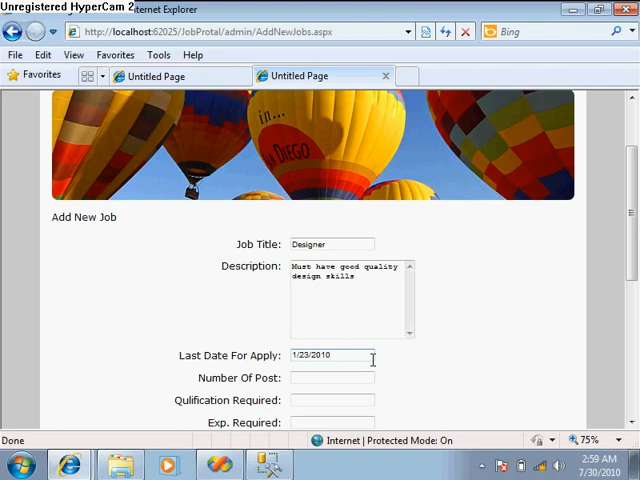 Unregistered HyperCam 2
Internet Explorer
http://localhost:62025/JobProtal/admin/AddNewJobs.aspx
Bing
File Edit View Favorites Tools Help
Favorites
Untitled Page
Untitled Page
in...
DIEGO
Add New Job
Job Title: Designer
Description: Must have good quality
design skills
Last Date For Apply: 1/23/2010
Number Of Post:
Qulification Required:
Exp. Required:
Done
Internet | Protected Mode: On
75%
2:59 AM
7/30/2010